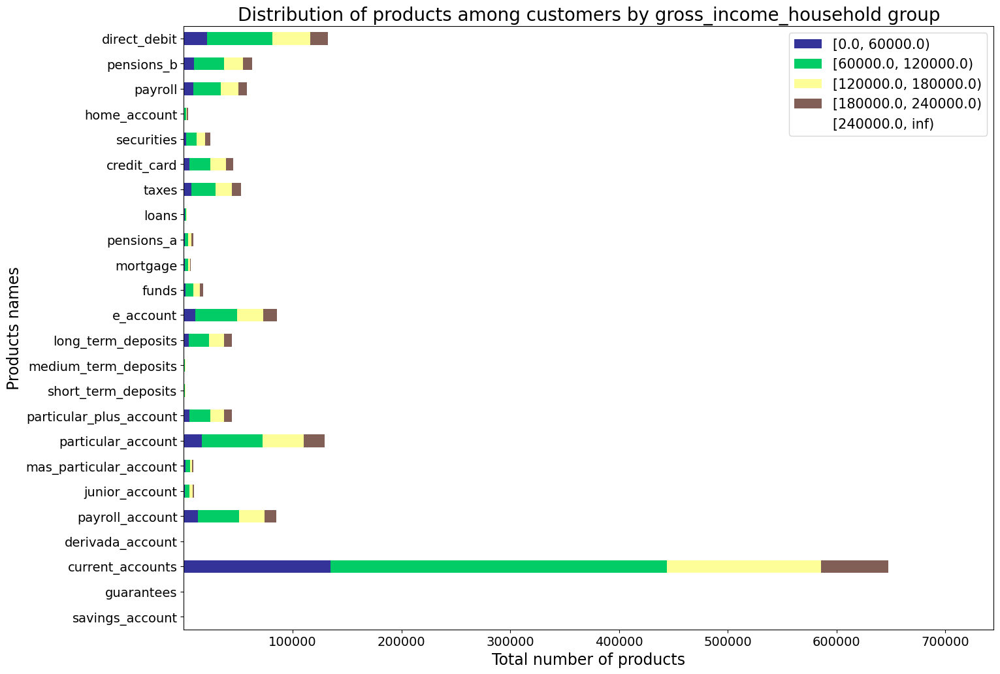 Distribution of products among customers by gross_income_household group
direct_debit
pensions_b
payroll
home_account
securities
credit_card
taxes
loans
pensions_a
mortgage
funds
e_account
long_term_deposits
medium_term_deposits
short_term_deposits
particular_plus_account
particular_account
mas_particular_account
junior_account
payroll_account
derivada_account
current_accounts
guarantees
savings_account
Products names
[0.0, 60000.0)
[60000.0, 120000.0)
[120000.0, 180000.0)
[180000.0, 240000.0)
[240000.0, inf)
100000 200000 300000 400000 500000 600000 700000
Total number of products